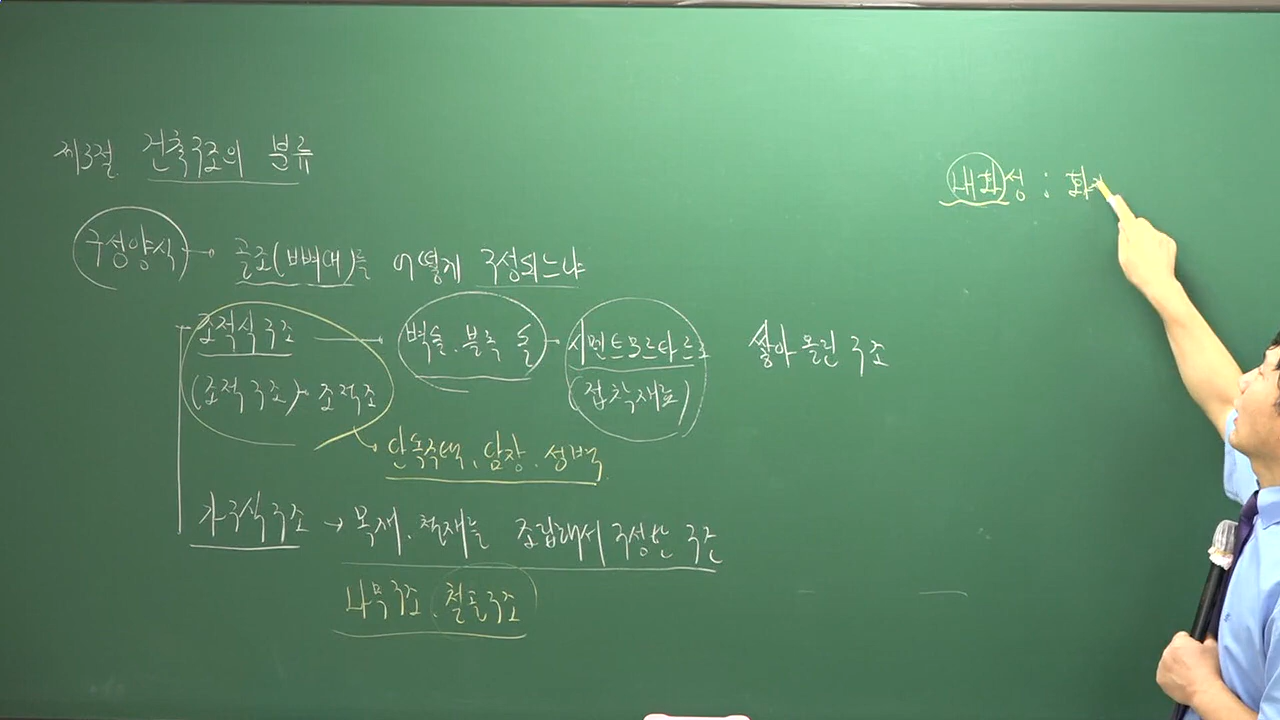 제3절. 건축구조의 분류
구성양식 → 골조(뼈대)를 어떻게 구성되느냐
조적식구조 → 벽돌, 블록 돌 → 시멘트모르타르로 쌓아 올린 구조
(조적구조) → 조적조 (접착재료)
→ 단독주택, 담장, 성벽
가구식구조 → 목재, 철재를 조립해서 구성한 구조
나무구조, 철골구조
내화성 : 화